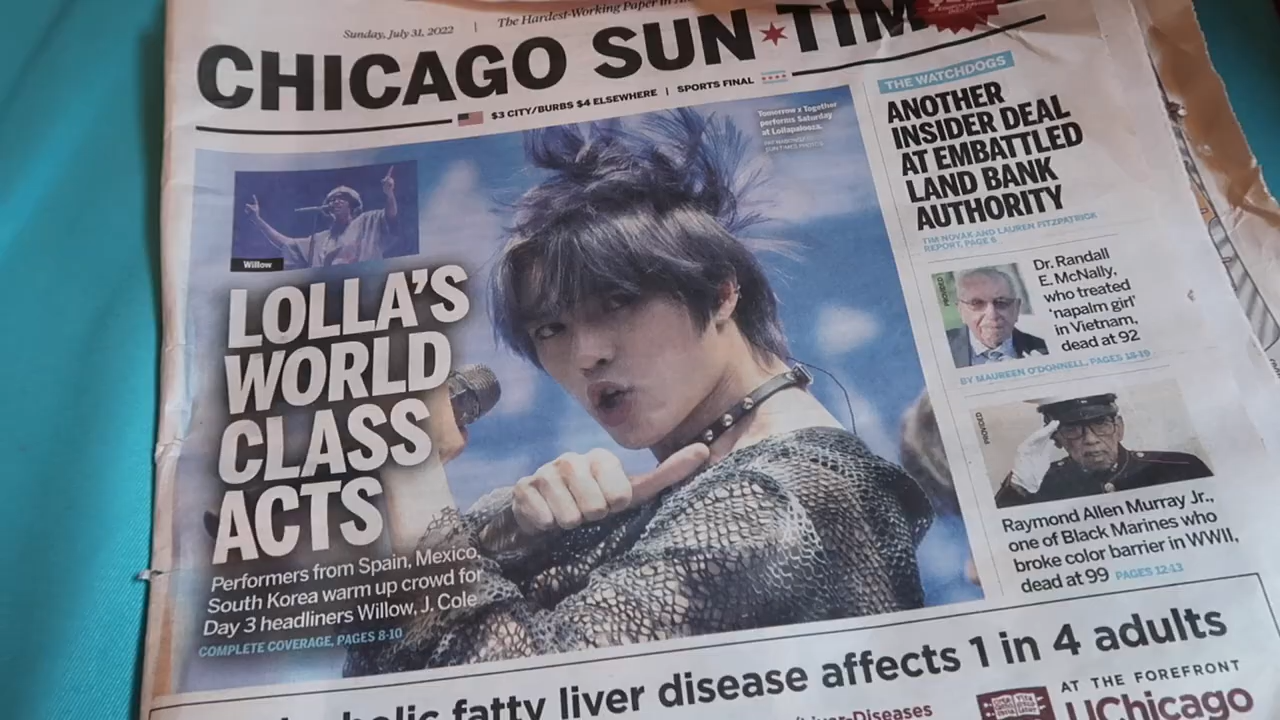 Sunday, July 31, 2022 | The Hardest-Working Paper in
CHICAGO SUN★TIM
$3 CITY/BURBS $4 ELSEWHERE | SPORTS FINAL
Tomorrow x Together
performs Saturday
at Lollapalooza.
Willow
LOLLA'S
WORLD
CLASS
ACTS
Performers from Spain, Mexico,
South Korea warm up crowd for
Day 3 headliners Willow, J. Cole
COMPLETE COVERAGE, PAGES 8-10
THE WATCHDOGS
ANOTHER
INSIDER DEAL
AT EMBATTLED
LAND BANK
AUTHORITY
TIM NOVAK AND LAUREN FITZPATRICK
REPORT, PAGE 6
PROVIDED
Dr. Randall
E. McNally,
who treated
'napalm girl'
in Vietnam,
dead at 92
BY MAUREEN O'DONNELL, PAGES 18-19
PROVIDED
Raymond Allen Murray Jr.,
one of Black Marines who
broke color barrier in WWII,
dead at 99 PAGES 12-13
fatty liver disease affects 1 in 4 adults
Liver-Diseases
AT THE FOREFRONT
UChicago